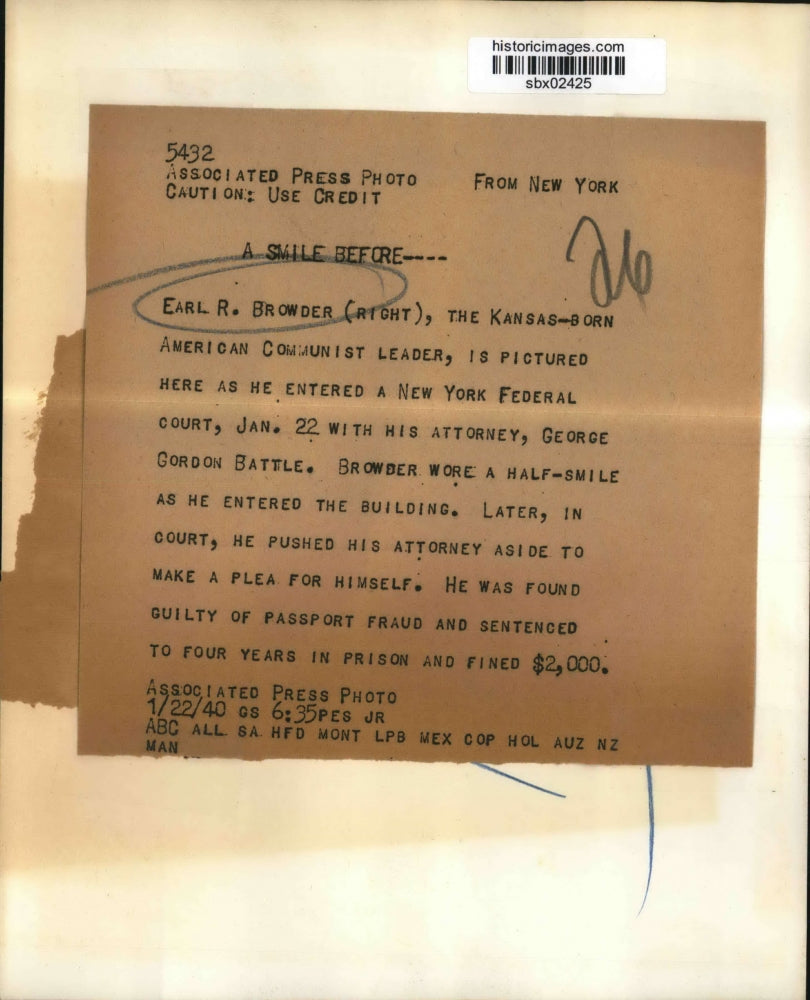 historicimages.com
sbx02425
5432
ASSOCIATED PRESS PHOTO FROM NEW YORK
CAUTION: USE CREDIT
26
A SMILE BEFORE----
EARL R. BROWDER (RIGHT), THE KANSAS-BORN
AMERICAN COMMUNIST LEADER, IS PICTURED
HERE AS HE ENTERED A NEW YORK FEDERAL
COURT, JAN. 22 WITH HIS ATTORNEY, GEORGE
GORDON BATTLE. BROWDER WORE A HALF-SMILE
AS HE ENTERED THE BUILDING. LATER, IN
COURT, HE PUSHED HIS ATTORNEY ASIDE TO
MAKE A PLEA FOR HIMSELF. HE WAS FOUND
GUILTY OF PASSPORT FRAUD AND SENTENCED
TO FOUR YEARS IN PRISON AND FINED $2,000.
ASSOCIATED PRESS PHOTO
1/22/40 GS 6:35PES JR
ABC ALL SA HFD MONT LPB MEX COP HOL AUZ NZ
MAN